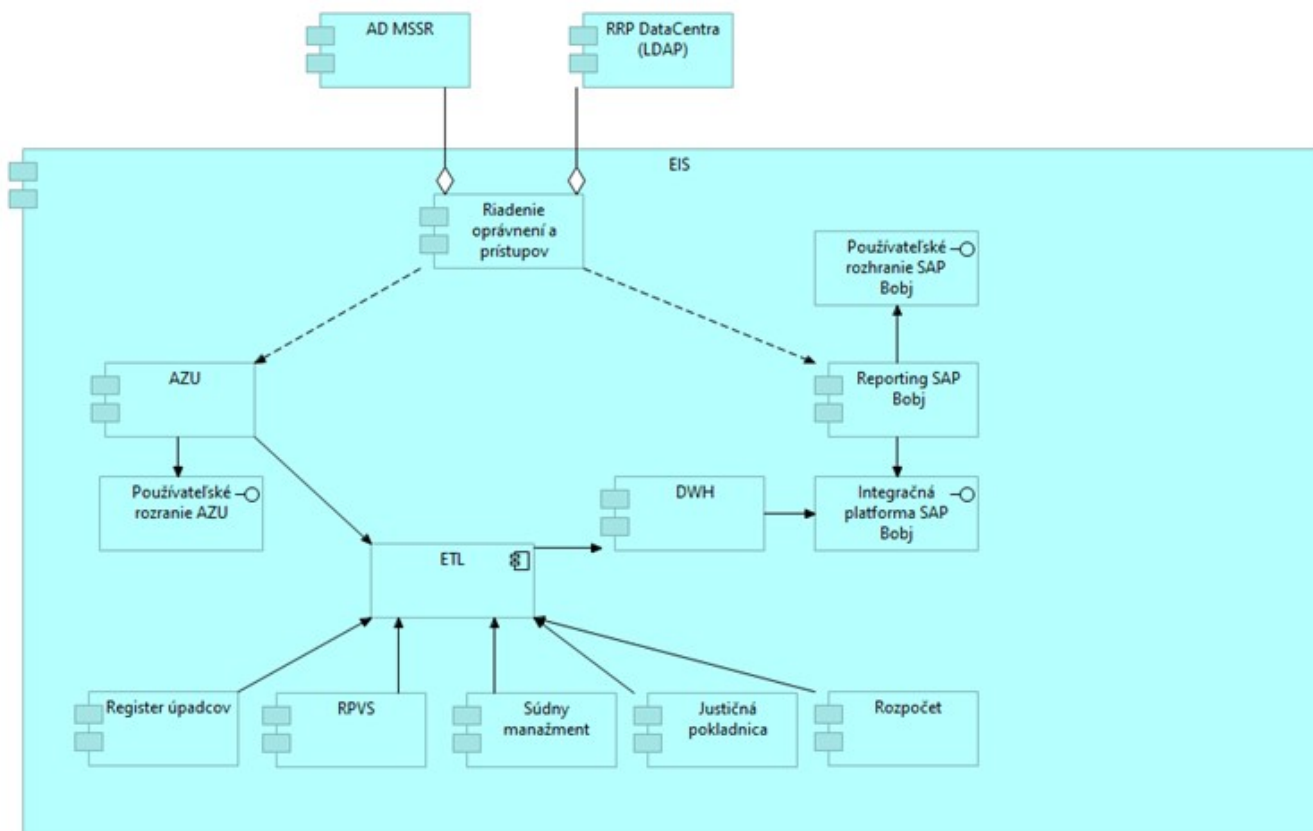 AD MSSR
RRP DataCentra
(LDAP)
EIS
Riadenie
oprávnení a
prístupov
Používateľské
rozhranie SAP
Bobj
AZU
Reporting SAP
Bobj
Používateľské
rozranie AZU
DWH
Integračná
platforma SAP
Bobj
ETL
Register úpadcov
RPVS
Súdny
manažment
Justičná
pokladnica
Rozpočet